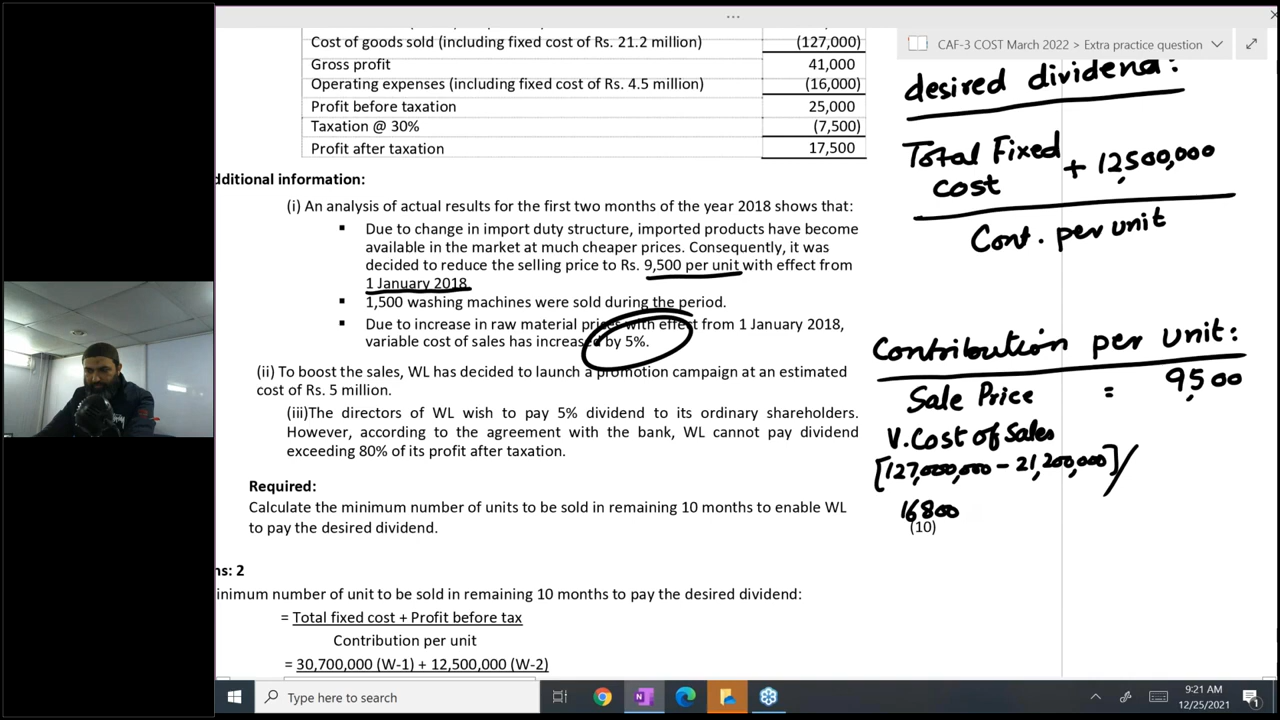 CAF-3 COST March 2022 > Extra practice question
Cost of goods sold (including fixed cost of Rs. 21.2 million) (127,000)
Gross profit 41,000
Operating expenses (including fixed cost of Rs. 4.5 million) (16,000)
Profit before taxation 25,000
Taxation @ 30% (7,500)
Profit after taxation 17,500
dditional information:
(i) An analysis of actual results for the first two months of the year 2018 shows that:
▪ Due to change in import duty structure, imported products have become
available in the market at much cheaper prices. Consequently, it was
decided to reduce the selling price to Rs. 9,500 per unit with effect from
1 January 2018.
▪ 1,500 washing machines were sold during the period.
▪ Due to increase in raw material prices with effect from 1 January 2018,
variable cost of sales has increased by 5%.
(ii) To boost the sales, WL has decided to launch a promotion campaign at an estimated
cost of Rs. 5 million.
(iii)The directors of WL wish to pay 5% dividend to its ordinary shareholders.
However, according to the agreement with the bank, WL cannot pay dividend
exceeding 80% of its profit after taxation.
Required:
Calculate the minimum number of units to be sold in remaining 10 months to enable WL
to pay the desired dividend.
(10)
ns: 2
inimum number of unit to be sold in remaining 10 months to pay the desired dividend:
= Total fixed cost + Profit before tax
Contribution per unit
= 30,700,000 (W-1) + 12,500,000 (W-2)
desired dividend:
Total Fixed
cost + 12,500,000
Cont. per unit
Contribution per unit:
Sale Price = 9,500
V. Cost of Sales
[127,000,000 - 21,200,000] /
16800
Type here to search
9:21 AM
12/25/2021